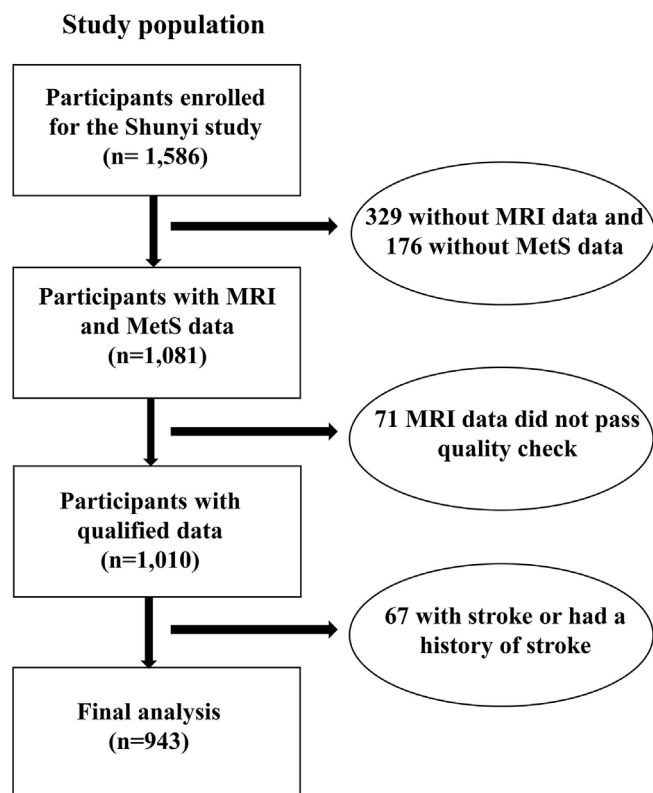 Study population
Participants enrolled
for the Shunyi study
(n= 1,586)
329 without MRI data and
176 without MetS data
Participants with MRI
and MetS data
(n=1,081)
71 MRI data did not pass
quality check
Participants with
qualified data
(n=1,010)
67 with stroke or had a
history of stroke
Final analysis
(n=943)